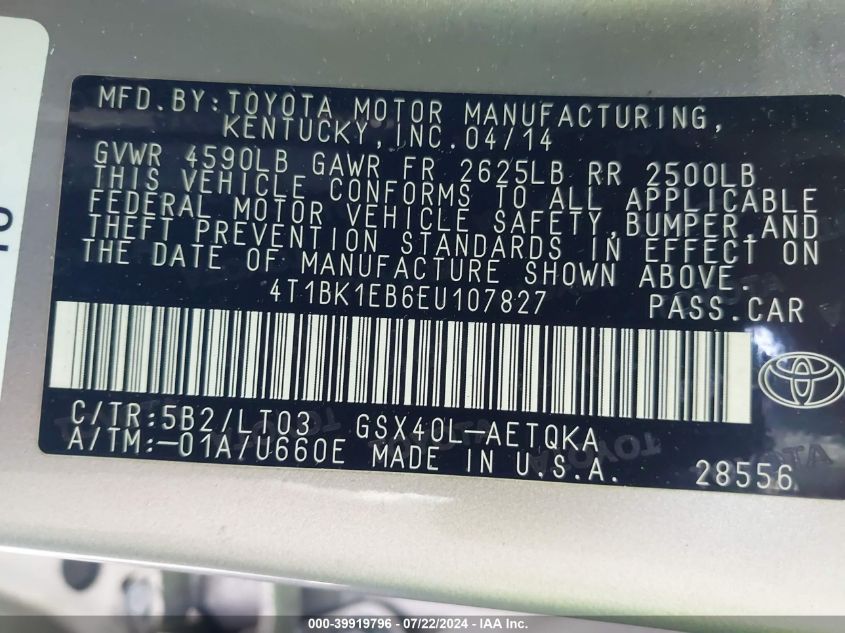 MFD.BY:TOYOTA MOTOR MANUFACTURING,
KENTUCKY,INC.04/14
GVWR 4590LB GAWR FR 2625LB RR 2500LB
THIS VEHICLE CONFORMS TO ALL APPLICABLE
FEDERAL MOTOR VEHICLE SAFETY,BUMPER,AND
THEFT PREVENTION STANDARDS IN EFFECT ON
THE DATE OF MANUFACTURE SHOWN ABOVE.
4T1BK1EB6EU107827 PASS.CAR
C/TR:5B2/LT03 GSX40L-AETQKA
A/TM:-01A/U660E MADE IN U.S.A.
28556
TOYOTA
000-39919796 - 07/22/2024 - IAA Inc.